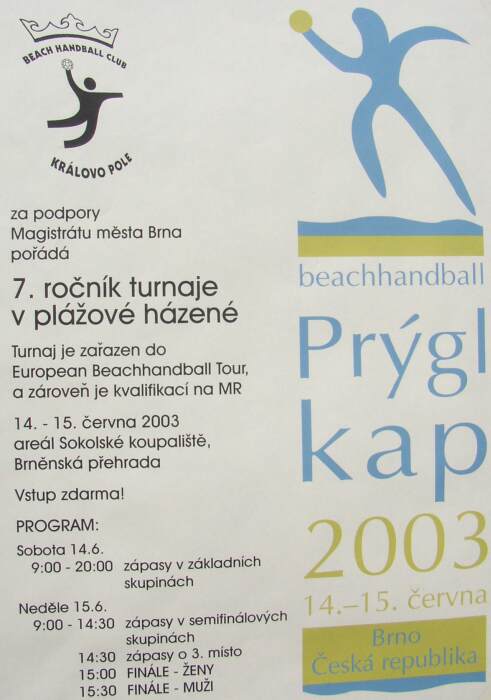 BEACH HANDBALL CLUB
KRÁLOVO POLE
za podpory
Magistrátu města Brna
pořádá
7. ročník turnaje
v plážové házené
Turnaj je zařazen do
European Beachhandball Tour,
a zároveň je kvalifikací na MR
14. - 15. června 2003
areál Sokolské koupaliště,
Brněnská přehrada
Vstup zdarma!
PROGRAM:
Sobota 14.6.
9:00 - 20:00 zápasy v základních
skupinách
Neděle 15.6.
9:00 - 14:30 zápasy v semifinálových
skupinách
14:30 zápasy o 3. místo
15:00 FINÁLE - ŽENY
15:30 FINÁLE - MUŽI
beachhandball
Prýgl
kap
2003
14.–15. června
Brno
Česká republika